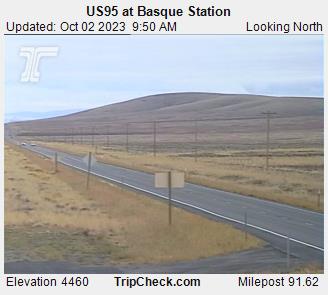 US95 at Basque Station
Updated: Oct 02 2023 9:50 AM Looking North
Elevation 4460 TripCheck.com Milepost 91.62